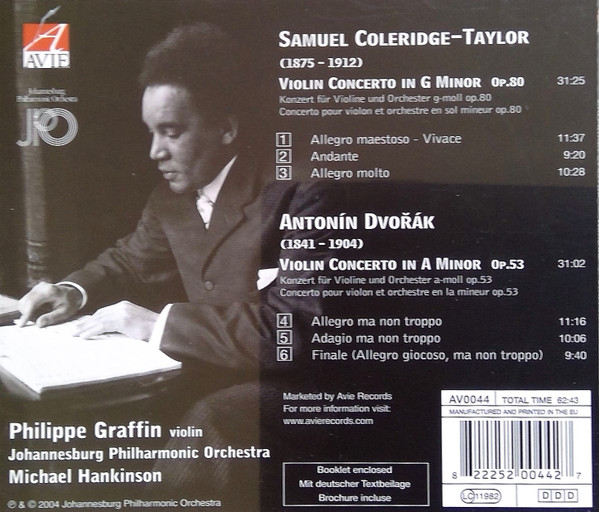 AVIE
Johannesburg
Philharmonic Orchestra
JPO
SAMUEL COLERIDGE-TAYLOR
(1875 - 1912)
VIOLIN CONCERTO IN G MINOR OP.80 31:25
Konzert für Violine und Orchester g-moll op.80
Concerto pour violon et orchestre en sol mineur op.80
1 Allegro maestoso - Vivace 11:37
2 Andante 9:20
3 Allegro molto 10:28
ANTONÍN DVOŘÁK
(1841 - 1904)
VIOLIN CONCERTO IN A MINOR OP.53 31:02
Konzert für Violine und Orchester a-moll op.53
Concerto pour violon et orchestre en la mineur op.53
4 Allegro ma non troppo 11:16
5 Adagio ma non troppo 10:06
6 Finale (Allegro giocoso, ma non troppo) 9:40
Philippe Graffin violin
Johannesburg Philharmonic Orchestra
Michael Hankinson
℗ & © 2004 Johannesburg Philharmonic Orchestra
Marketed by Avie Records
For more information visit:
www.avierecords.com
Booklet enclosed
Mit deutscher Textbeilage
Brochure incluse
AV0044 TOTAL TIME 62:43
MANUFACTURED AND PRINTED IN THE EU
8 22252 00442 7
LC 11982 DDD